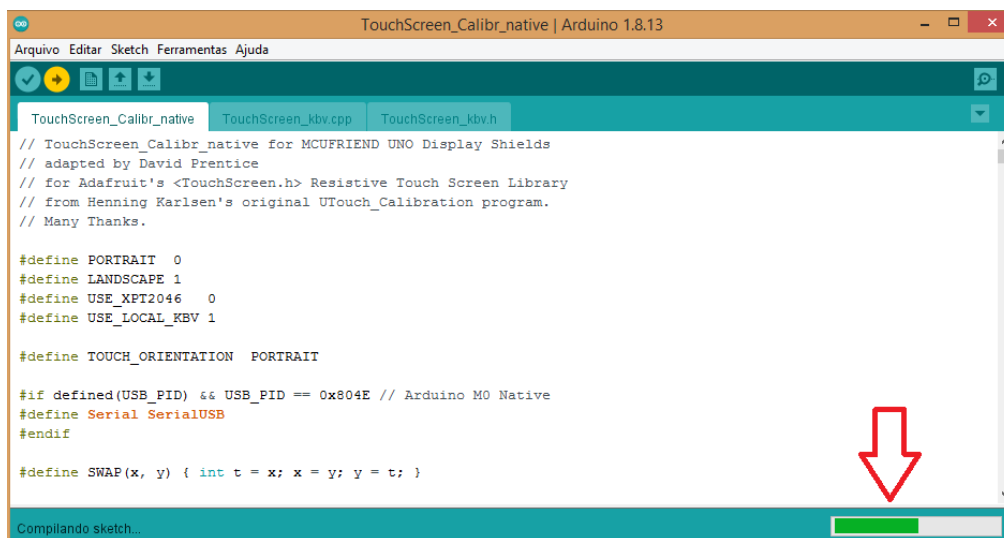 TouchScreen_Calibr_native | Arduino 1.8.13
Arquivo Editar Sketch Ferramentas Ajuda
TouchScreen_Calibr_native TouchScreen_kbv.cpp TouchScreen_kbv.h
// TouchScreen_Calibr_native for MCUFRIEND UNO Display Shields
// adapted by David Prentice
// for Adafruit's <TouchScreen.h> Resistive Touch Screen Library
// from Henning Karlsen's original UTouch_Calibration program.
// Many Thanks.
#define PORTRAIT 0
#define LANDSCAPE 1
#define USE_XPT2046 0
#define USE_LOCAL_KBV 1
#define TOUCH_ORIENTATION PORTRAIT
#if defined(USB_PID) && USB_PID == 0x804E // Arduino M0 Native
#define Serial SerialUSB
#endif
#define SWAP(x, y) { int t = x; x = y; y = t; }
Compilando sketch...